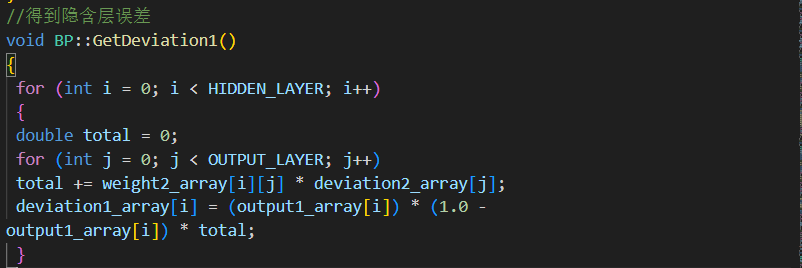 //得到隐含层误差
void BP::GetDeviation1()
{
for (int i = 0; i < HIDDEN_LAYER; i++)
{
double total = 0;
for (int j = 0; j < OUTPUT_LAYER; j++)
total += weight2_array[i][j] * deviation2_array[j];
deviation1_array[i] = (output1_array[i]) * (1.0 -
output1_array[i]) * total;
}